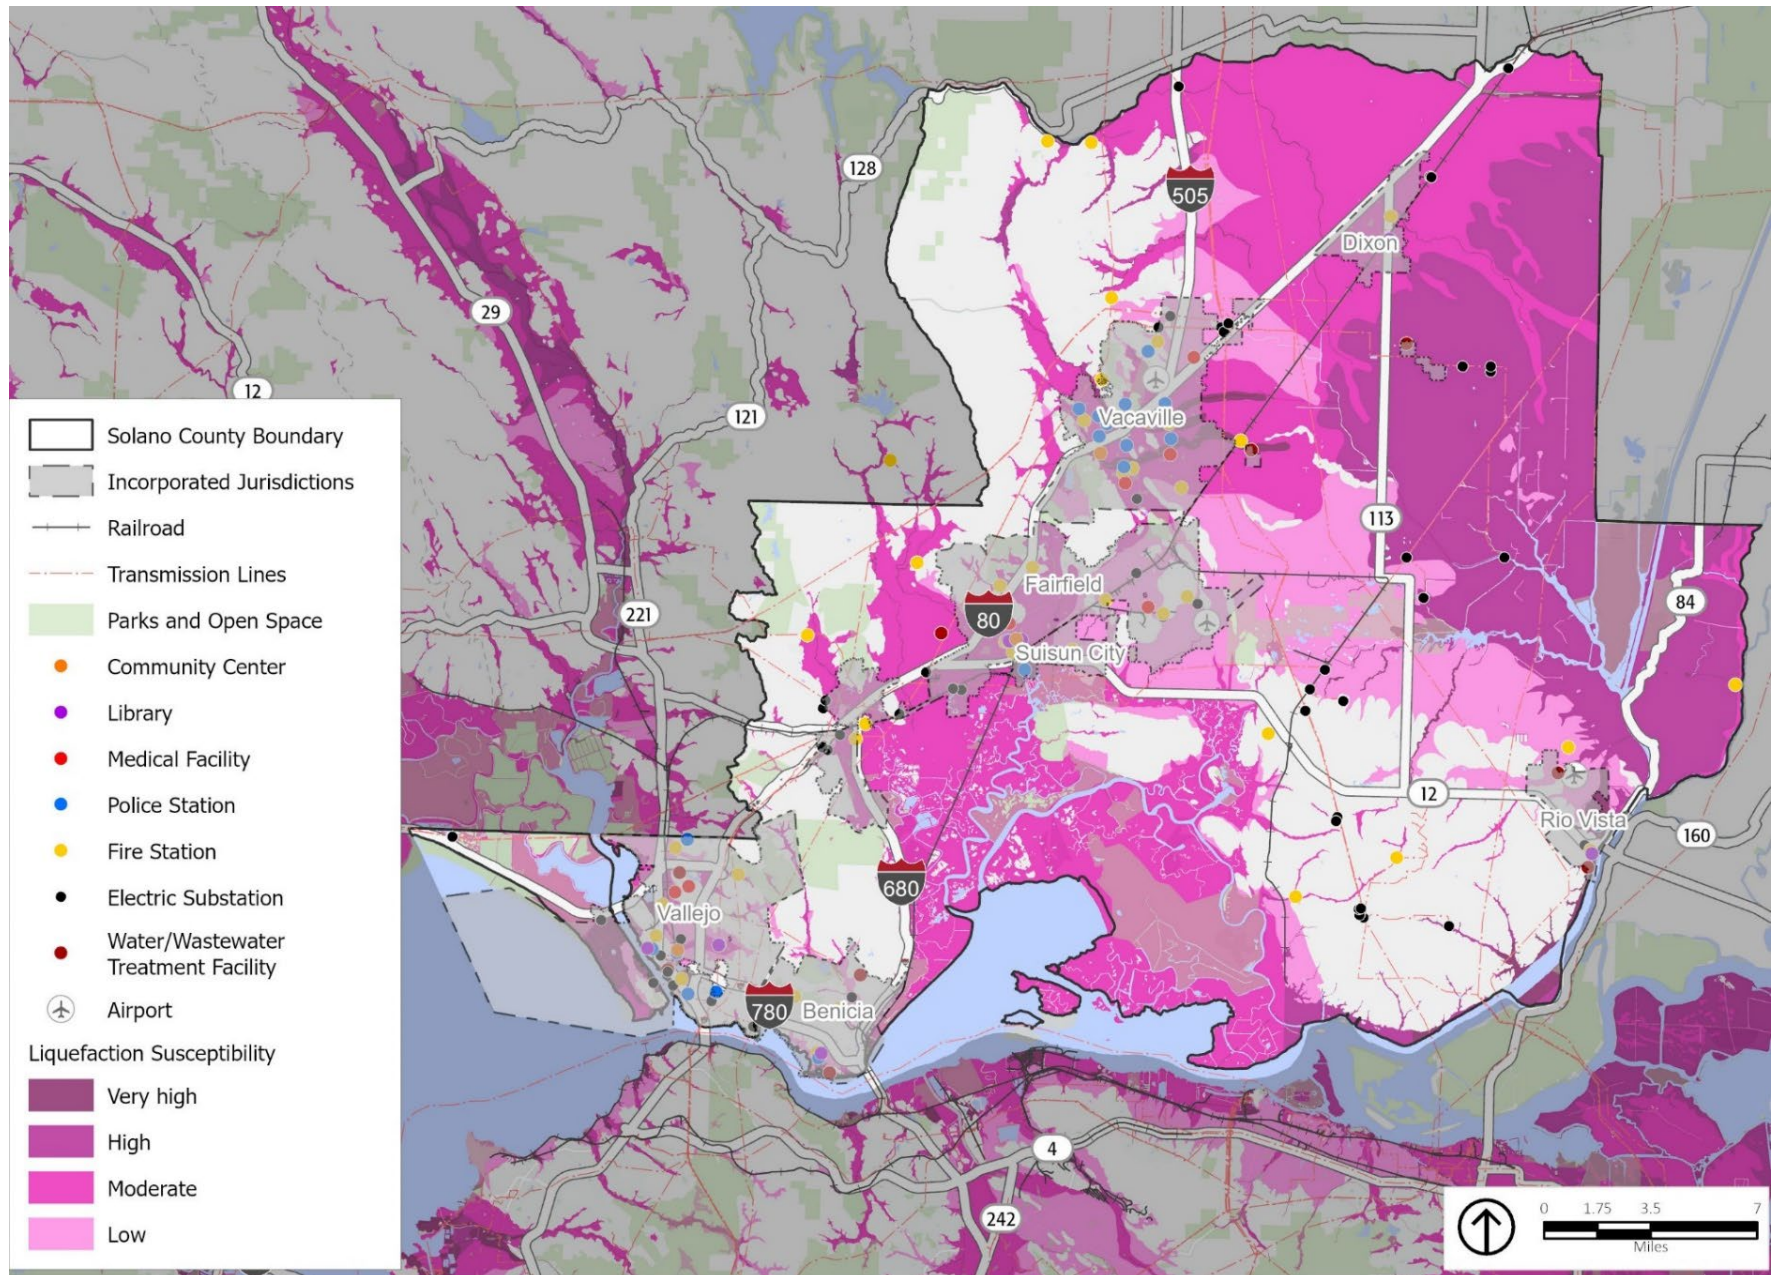 128
505
Dixon
29
12
121
Vacaville
113
Fairfield
80
Suisun City
221
84
12
Rio Vista
160
680
Vallejo
780
Benicia
4
242
Solano County Boundary
Incorporated Jurisdictions
Railroad
Transmission Lines
Parks and Open Space
Community Center
Library
Medical Facility
Police Station
Fire Station
Electric Substation
Water/Wastewater
Treatment Facility
Airport
Liquefaction Susceptibility
Very high
High
Moderate
Low
0 1.75 3.5 7
Miles